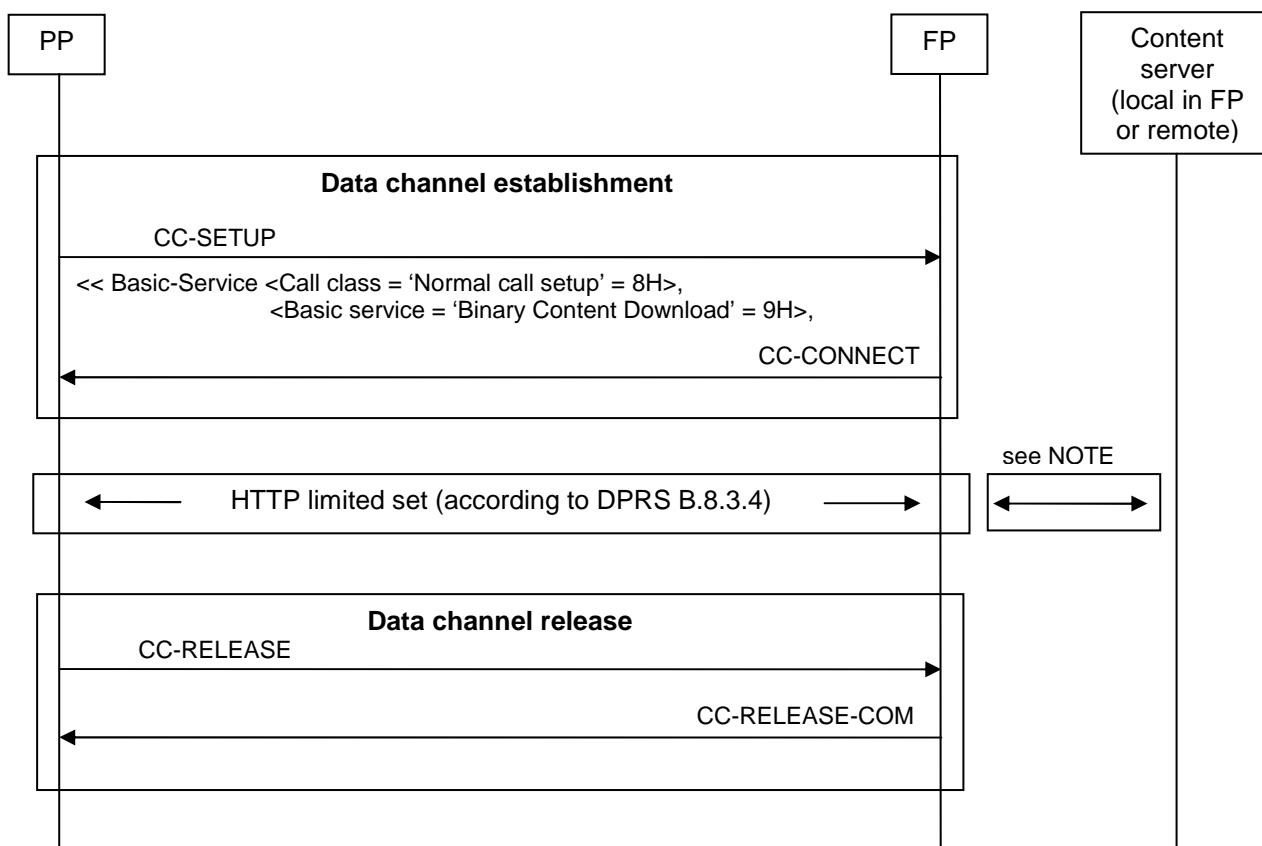 PP
FP
Content
server
(local in FP
or remote)
Data channel establishment
CC-SETUP
<< Basic-Service <Call class = ‘Normal call setup’ = 8H>,
<Basic service = ‘Binary Content Download’ = 9H>,
CC-CONNECT
see NOTE
HTTP limited set (according to DPRS B.8.3.4)
Data channel release
CC-RELEASE
CC-RELEASE-COM